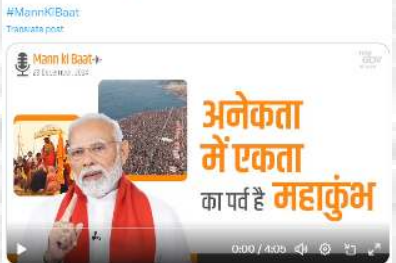 #MannKiBaat
Translate post
Mann ki Baat
अनेकता
में एकता
का पर्व है महाकुंभ
0:00 / 4:05